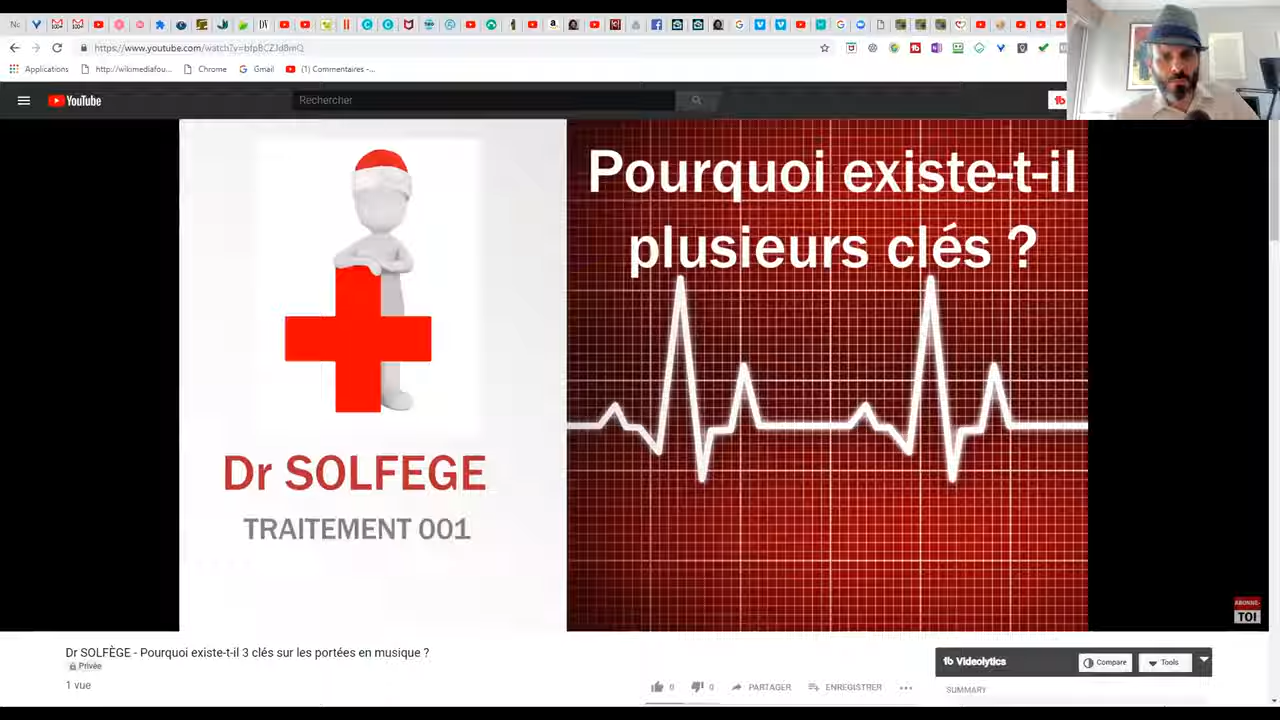 https://www.youtube.com/watch?v=bfpBCZJd8mQ
Applications
http://wikimediafou...
Chrome
Gmail
(1) Commentaires -...
YouTube
Rechercher
Pourquoi existe-t-il
plusieurs clés ?
Dr SOLFEGE
TRAITEMENT 001
ABONNE-
TOI
Dr SOLFÈGE - Pourquoi existe-t-il 3 clés sur les portées en musique ?
Privée
1 vue
0
0
PARTAGER
ENREGISTRER
Videolytics
Compare
Tools
SUMMARY